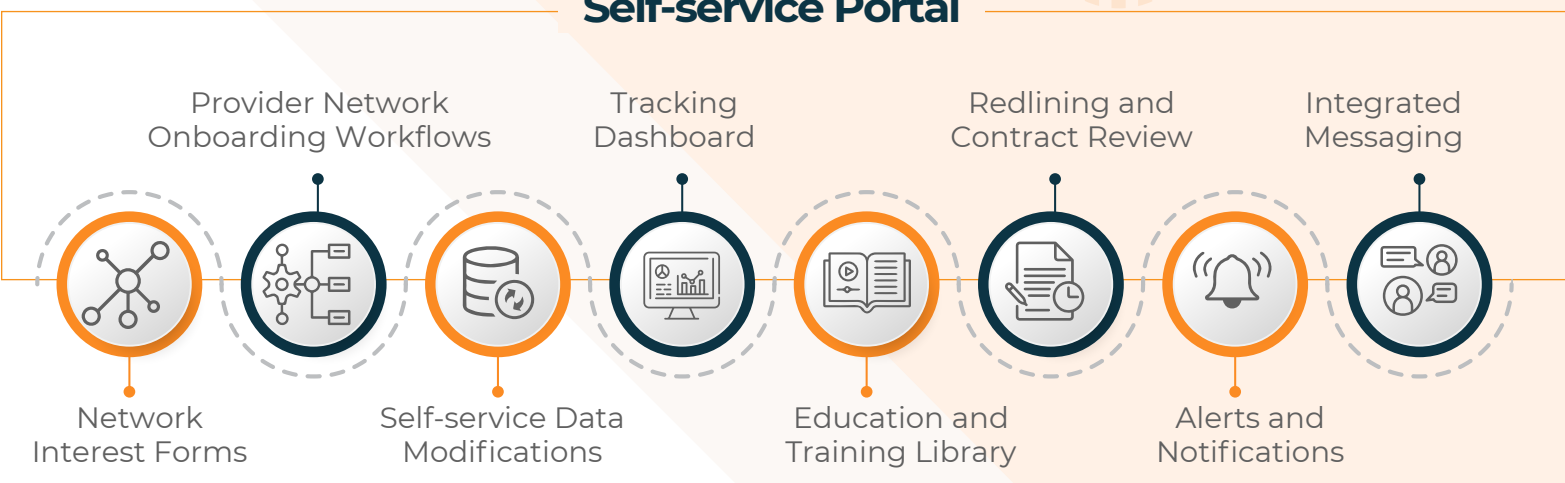 Self-service Portal
Provider Network
Onboarding Workflows
Tracking
Dashboard
Redlining and
Contract Review
Integrated
Messaging
Network
Interest Forms
Self-service Data
Modifications
Education and
Training Library
Alerts and
Notifications